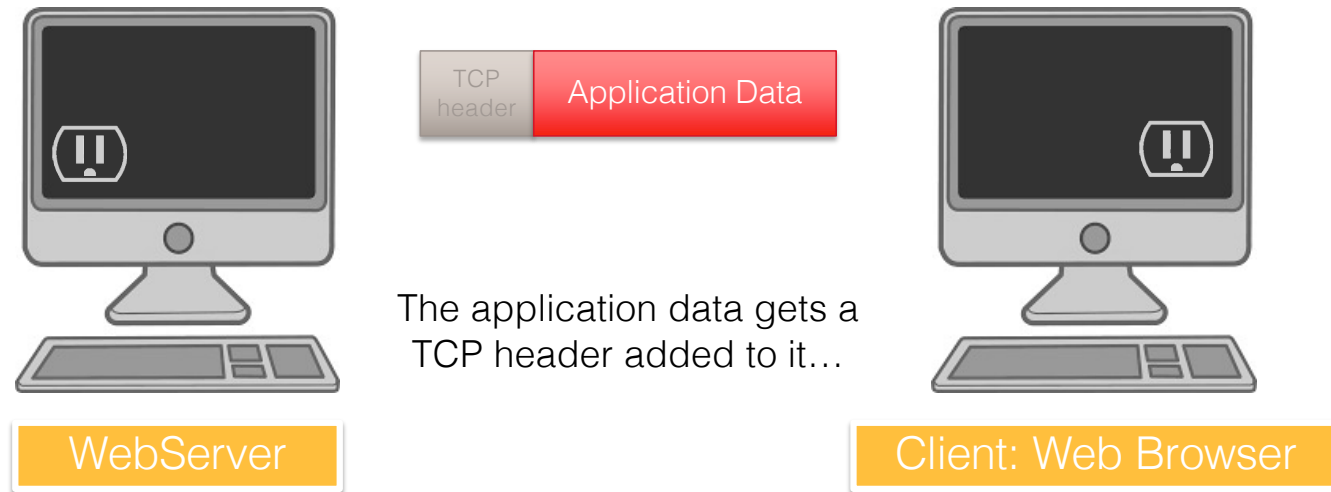 TCP
header
Application Data
The application data gets a
TCP header added to it…
WebServer
Client: Web Browser